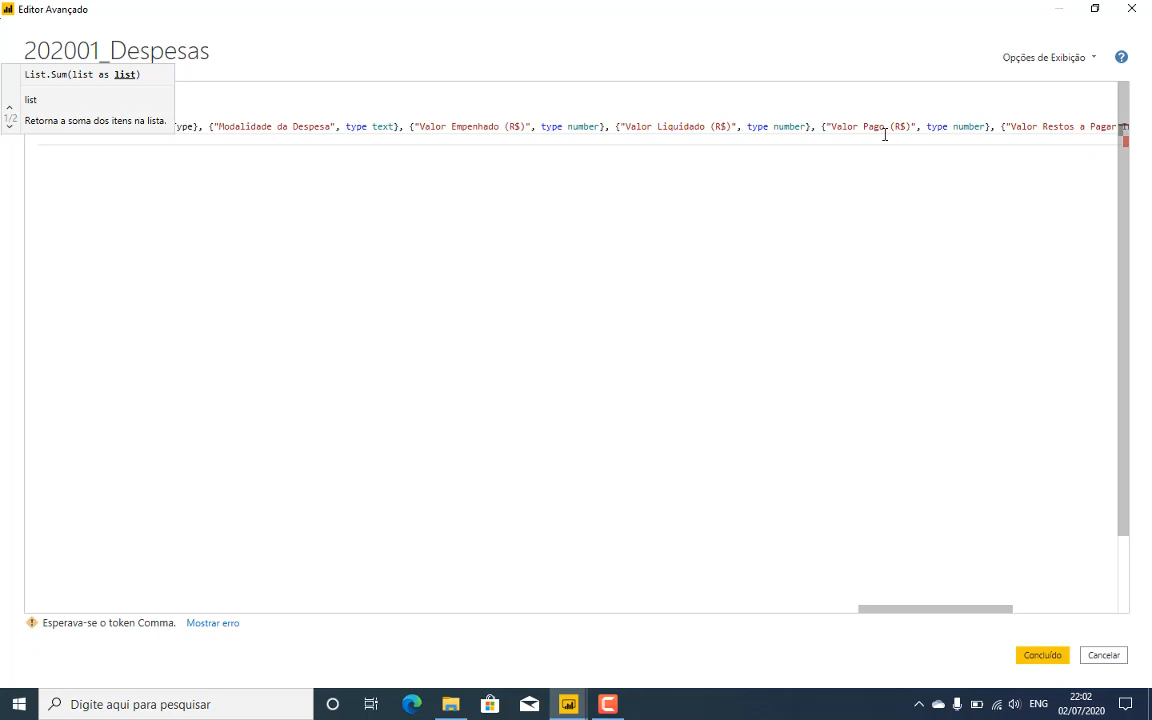 Editor Avançado
202001_Despesas
Opções de Exibição
List.Sum(list as list)
list
1/2
Retorna a soma dos itens na lista.
Type}, {"Modalidade da Despesa", type text}, {"Valor Empenhado (R$)", type number}, {"Valor Liquidado (R$)", type number}, {"Valor Pago (R$)", type number}, {"Valor Restos a Pagar
Esperava-se o token Comma. Mostrar erro
Concluído Cancelar
Digite aqui para pesquisar
ENG
22:02
02/07/2020